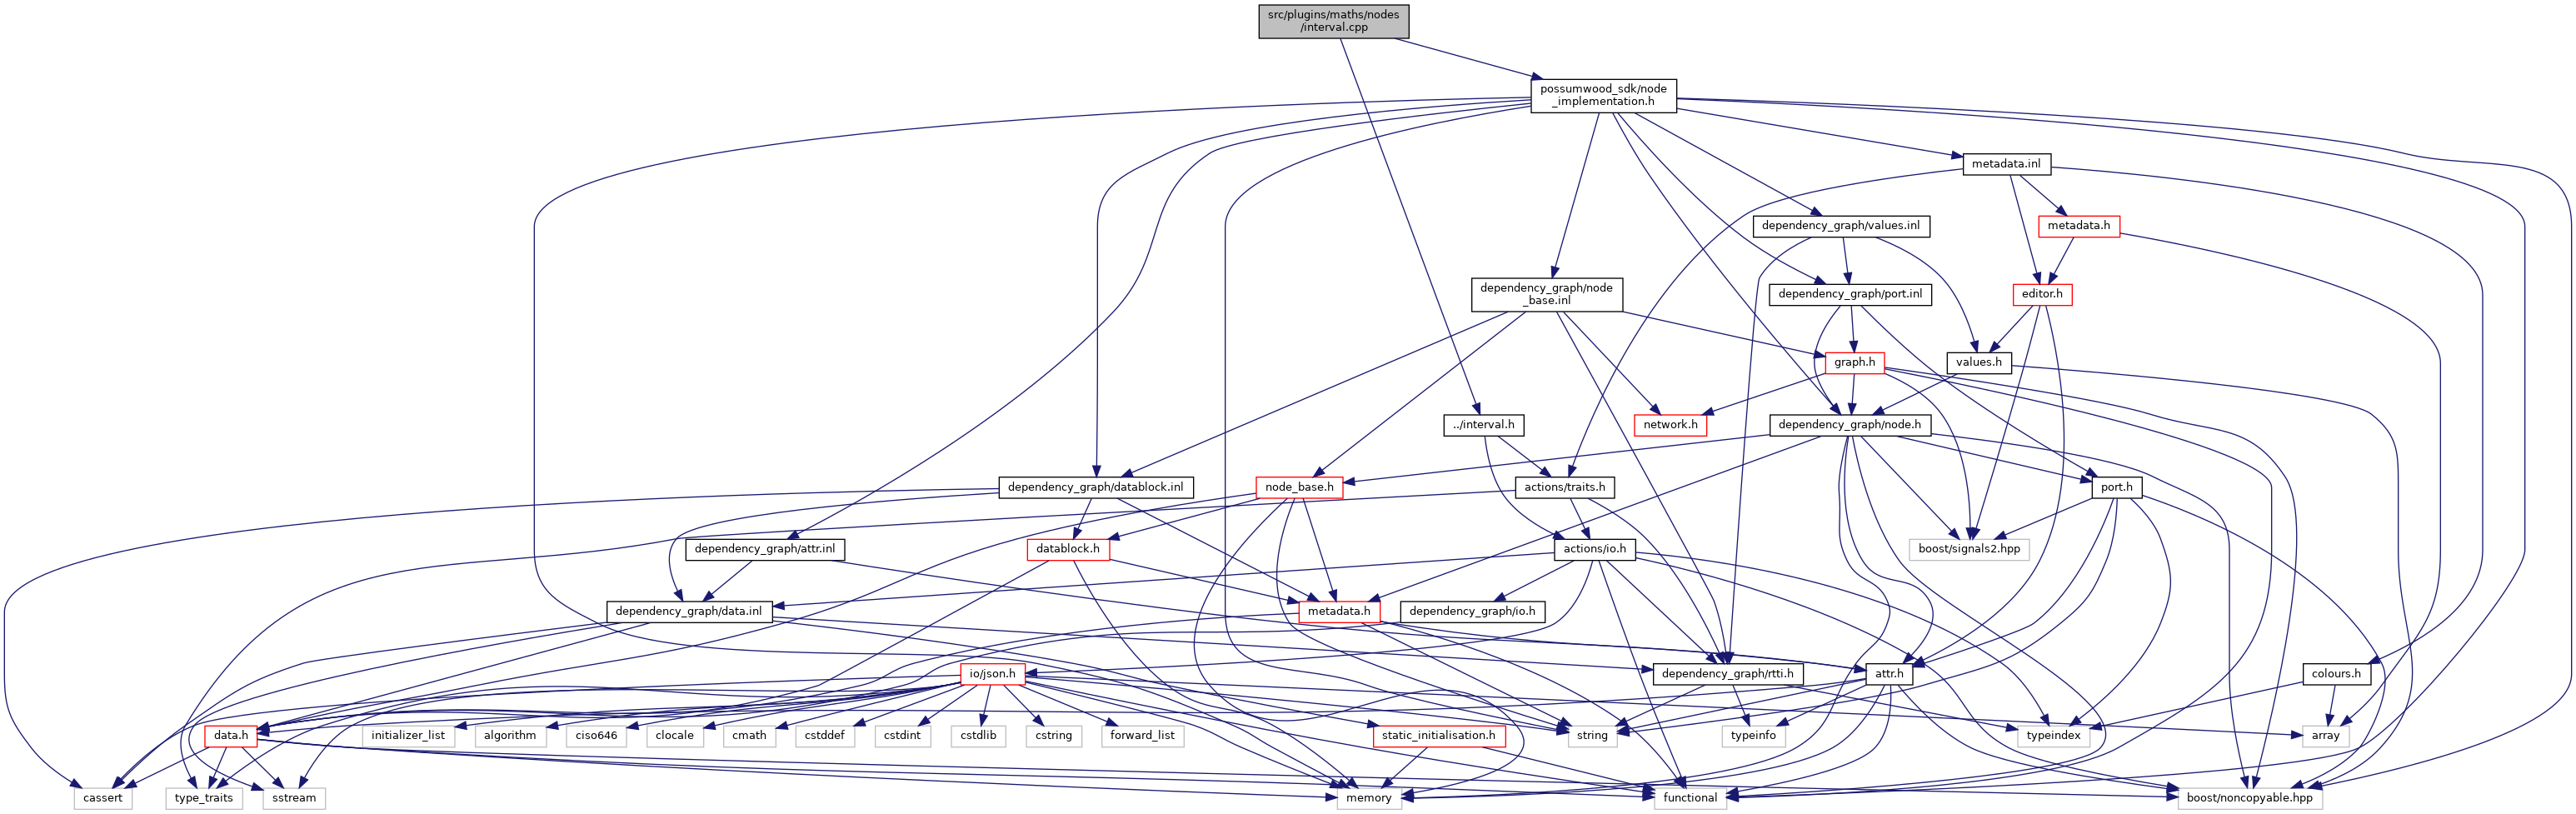 src/plugins/maths/nodes
/interval.cpp
possumwood_sdk/node
_implementation.h
metadata.inl
dependency_graph/values.inl
metadata.h
dependency_graph/node
_base.inl
dependency_graph/port.inl
editor.h
graph.h
values.h
../interval.h
network.h
dependency_graph/node.h
dependency_graph/datablock.inl
node_base.h
actions/traits.h
port.h
dependency_graph/attr.inl
datablock.h
actions/io.h
boost/signals2.hpp
dependency_graph/data.inl
metadata.h
dependency_graph/io.h
io/json.h
dependency_graph/rtti.h
attr.h
colours.h
data.h
initializer_list
algorithm
ciso646
clocale
cmath
cstddef
cstdint
cstdlib
cstring
forward_list
static_initialisation.h
string
typeinfo
typeindex
array
cassert
type_traits
sstream
memory
functional
boost/noncopyable.hpp